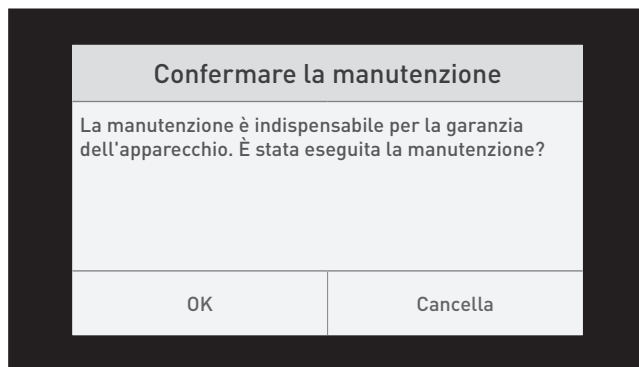 Confermare la manutenzione
La manutenzione è indispensabile per la garanzia
dell'apparecchio. È stata eseguita la manutenzione?
OK
Cancella